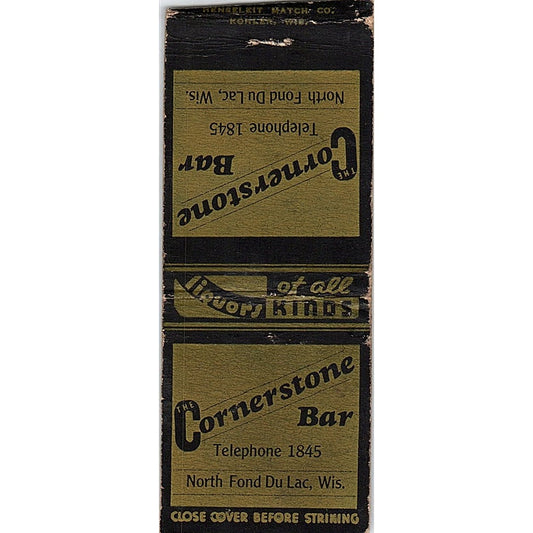 MATCH CO.
KOHLER, WIS.
THE Cornerstone
Bar
Telephone 1845
North Fond Du Lac, Wis.
liquors of all
KINDS
THE Cornerstone
Bar
Telephone 1845
North Fond Du Lac, Wis.
CLOSE COVER BEFORE STRIKING